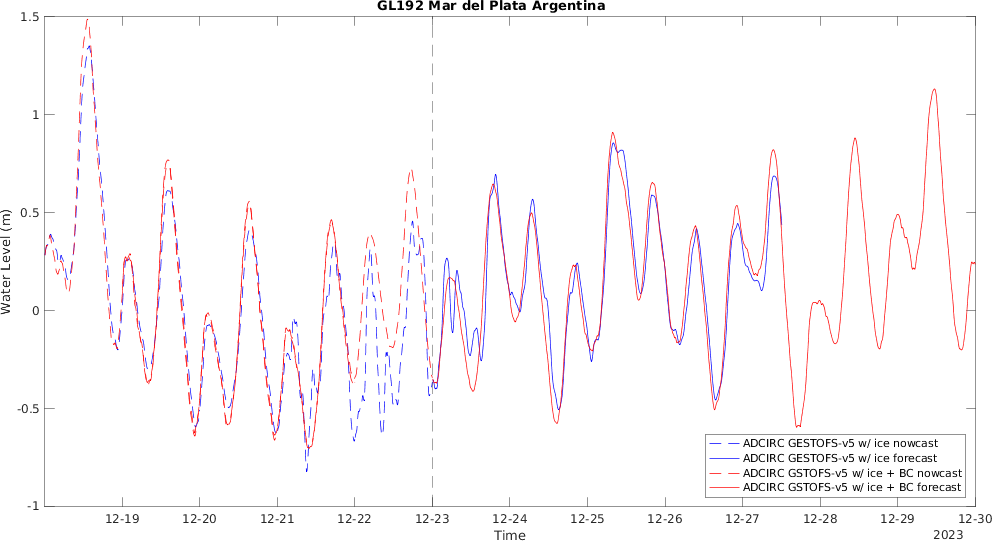 GL192 Mar del Plata Argentina
1.5
1
0.5
0
-0.5
-1
Water Level (m)
12-19 12-20 12-21 12-22 12-23 12-24 12-25 12-26 12-27 12-28 12-29 12-30
Time
2023
ADCIRC GESTOFS-v5 w/ ice nowcast
ADCIRC GESTOFS-v5 w/ ice forecast
ADCIRC GSTOFS-v5 w/ ice + BC nowcast
ADCIRC GSTOFS-v5 w/ ice + BC forecast